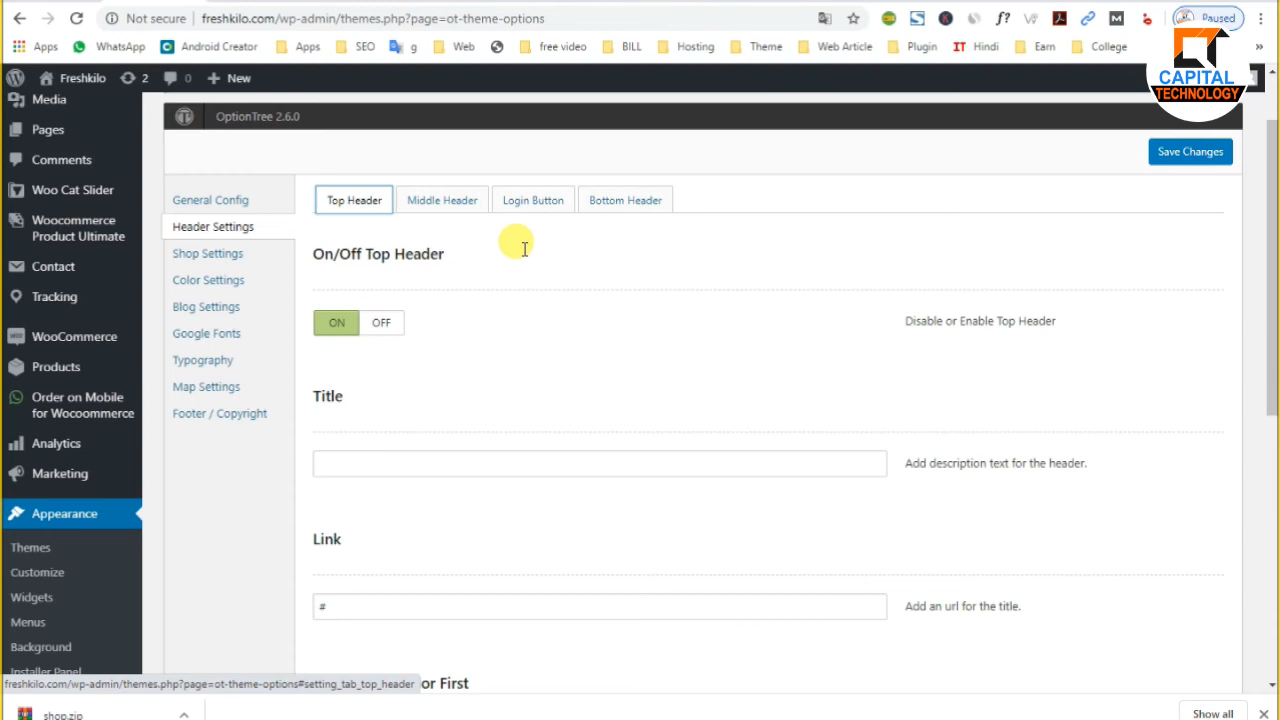 Not secure
freshkilo.com/wp-admin/themes.php?page=ot-theme-options
Paused
Apps
WhatsApp
Android Creator
Apps
SEO
g
Web
free video
BILL
Hosting
Theme
Web Article
Plugin
IT Hindi
Earn
College
»
CAPITAL
TECHNOLOGY
Freshkilo
2
0
New
Media
Pages
Comments
Woo Cat Slider
Woocommerce
Product Ultimate
Contact
Tracking
WooCommerce
Products
Order on Mobile
for Wocoommerce
Analytics
Marketing
Appearance
Themes
Customize
Widgets
Menus
Background
Installer Panel
OptionTree 2.6.0
Save Changes
General Config
Header Settings
Shop Settings
Color Settings
Blog Settings
Google Fonts
Typography
Map Settings
Footer / Copyright
Top Header
Middle Header
Login Button
Bottom Header
On/Off Top Header
ON
OFF
Disable or Enable Top Header
Title
Add description text for the header.
Link
#
Add an url for the title.
or First
freshkilo.com/wp-admin/themes.php?page=ot-theme-options#setting_tab_top_header
shop.zip
Show all